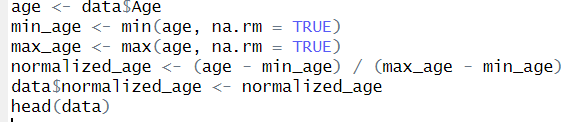 age <- data$Age
min_age <- min(age, na.rm = TRUE)
max_age <- max(age, na.rm = TRUE)
normalized_age <- (age - min_age) / (max_age - min_age)
data$normalized_age <- normalized_age
head(data)